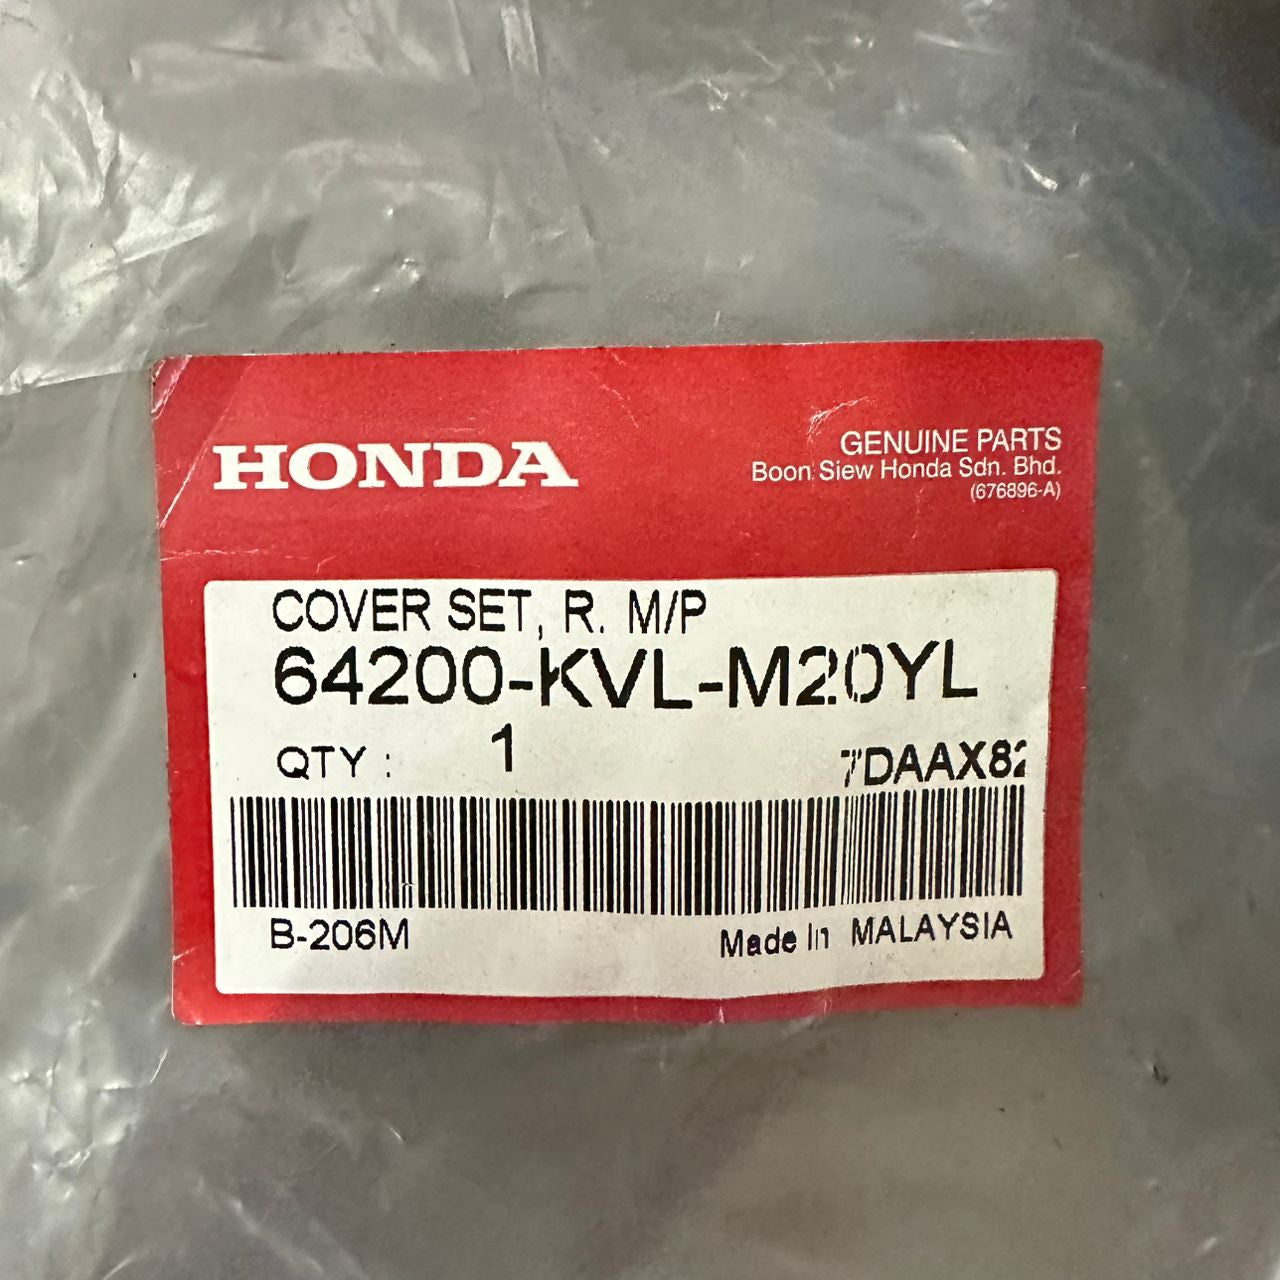 HONDA
GENUINE PARTS
Boon Siew Honda Sdn. Bhd.
(676896-A)
COVER SET, R. M/P
64200-KVL-M20YL
QTY : 1
7DAAX82
B-206M
Made In MALAYSIA